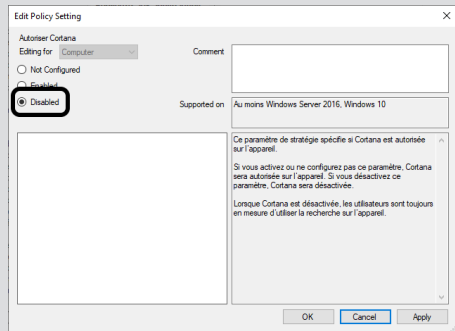 Edit Policy Setting
Autoriser Cortana
Editing for Computer
Comment
Not Configured
Enabled
Disabled
Supported on
Au moins Windows Server 2016, Windows 10
Ce paramètre de stratégie spécifie si Cortana est autorisée
sur l'appareil.
Si vous activez ou ne configurez pas ce paramètre, Cortana
sera autorisée sur l'appareil. Si vous désactivez ce
paramètre, Cortana sera désactivée.
Lorsque Cortana est désactivée, les utilisateurs sont toujours
en mesure d'utiliser la recherche sur l'appareil.
OK
Cancel
Apply